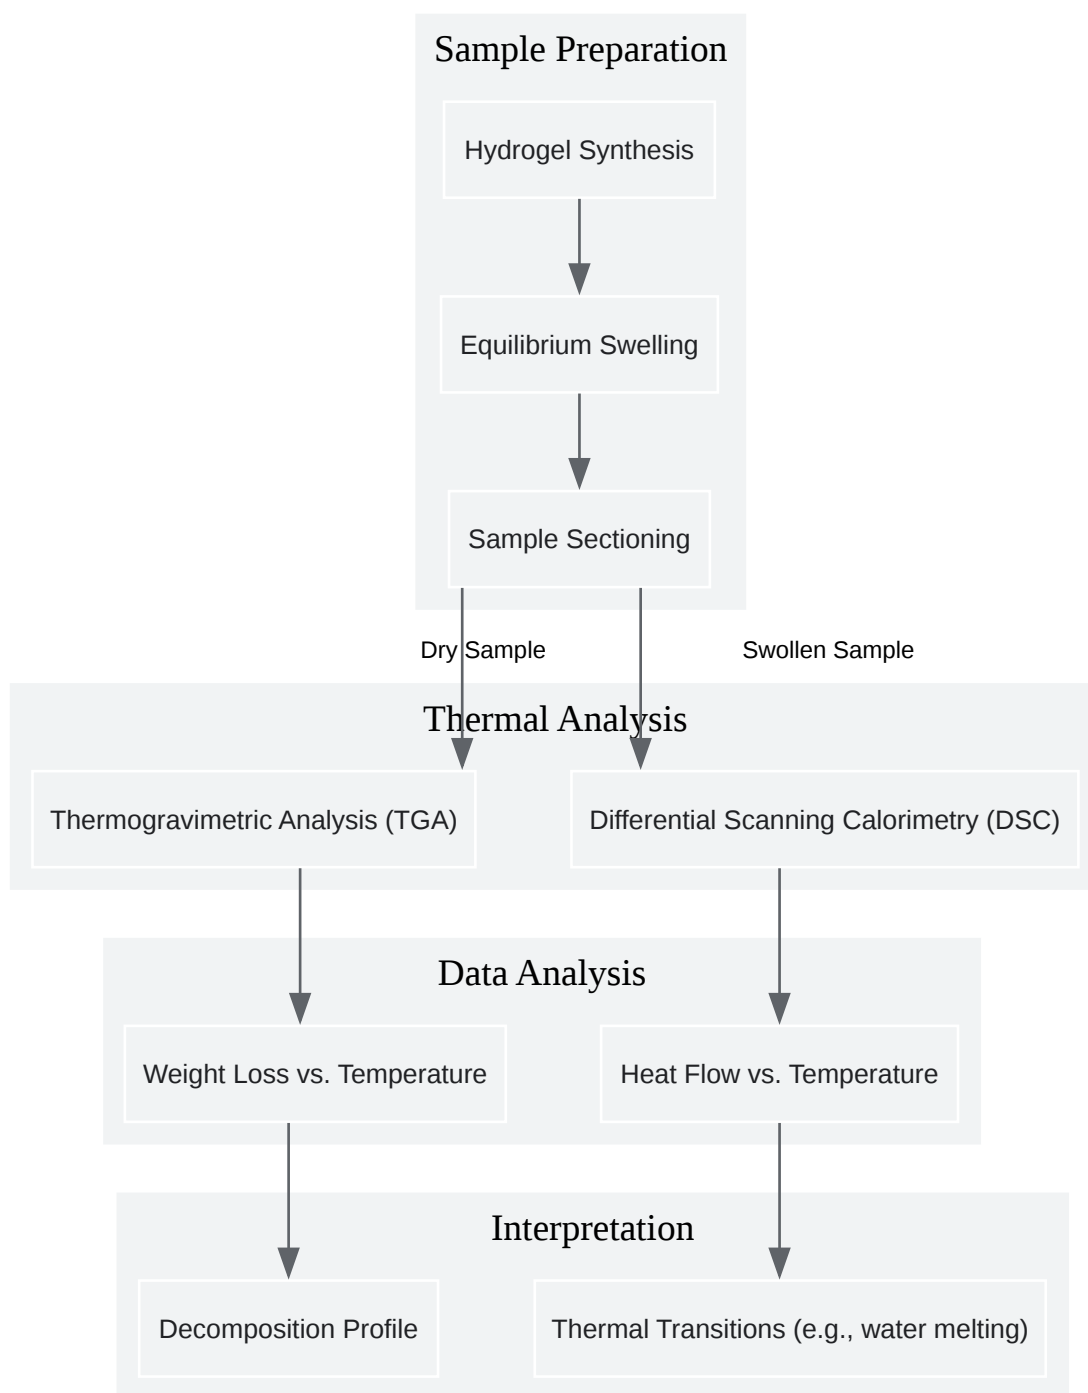 Sample Preparation
Hydrogel Synthesis
Equilibrium Swelling
Sample Sectioning
Dry Sample
Swollen Sample
Thermal Analysis
Thermogravimetric Analysis (TGA)
Differential Scanning Calorimetry (DSC)
Data Analysis
Weight Loss vs. Temperature
Heat Flow vs. Temperature
Interpretation
Decomposition Profile
Thermal Transitions (e.g., water melting)